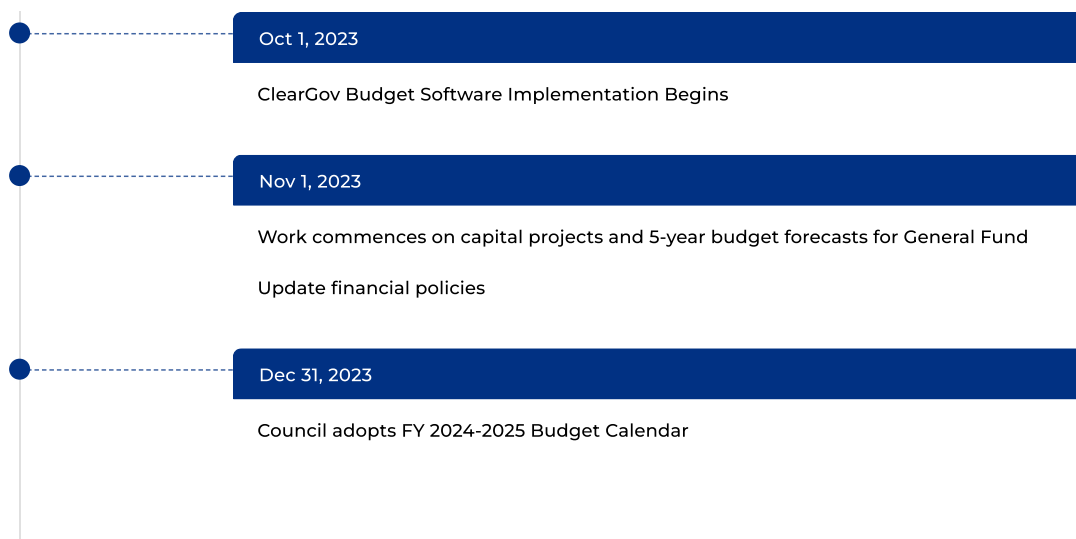 Oct 1, 2023
ClearGov Budget Software Implementation Begins
Nov 1, 2023
Work commences on capital projects and 5-year budget forecasts for General Fund
Update financial policies
Dec 31, 2023
Council adopts FY 2024-2025 Budget Calendar